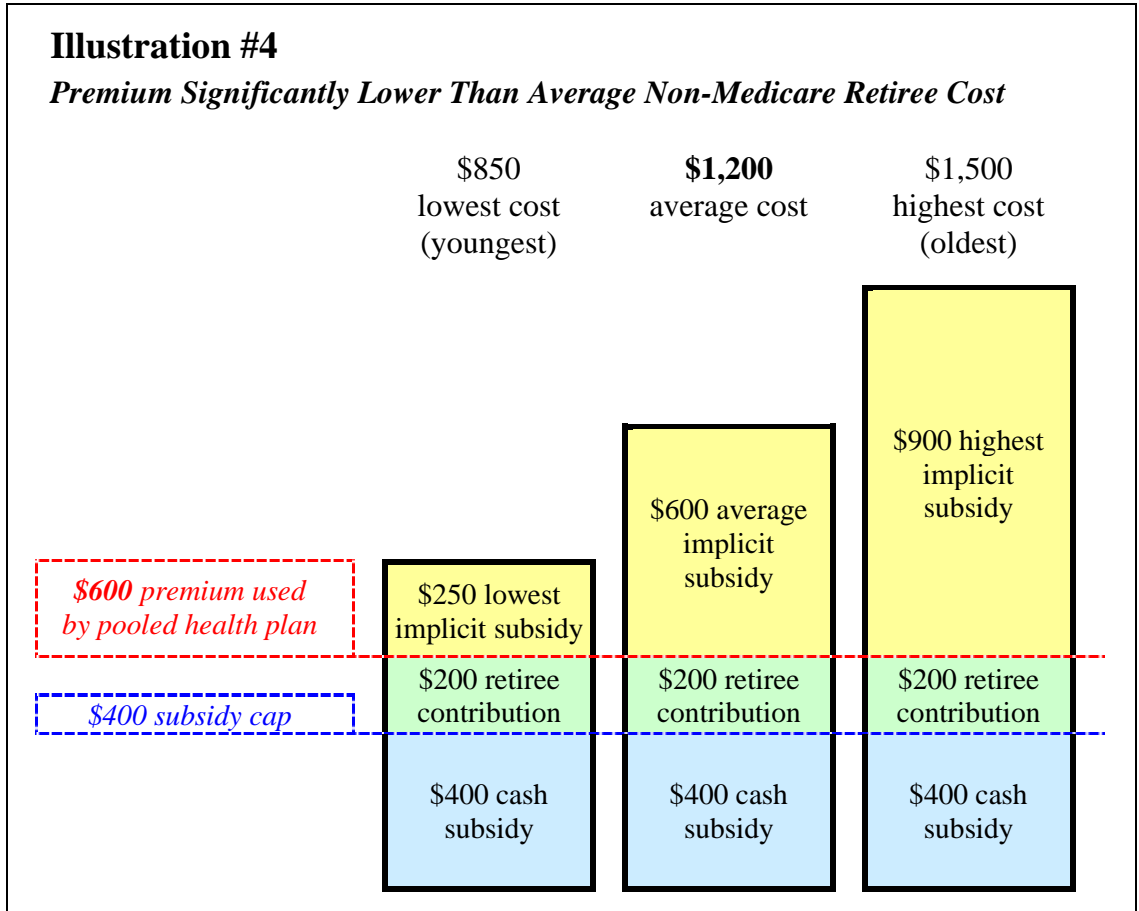 Illustration #4
Premium Significantly Lower Than Average Non-Medicare Retiree Cost
$850
lowest cost
(youngest)
$1,200
average cost
$1,500
highest cost
(oldest)
$900 highest
implicit
subsidy
$600 average
implicit
subsidy
$600 premium used
by pooled health plan
$250 lowest
implicit subsidy
$200 retiree
contribution
$200 retiree
contribution
$200 retiree
contribution
$400 subsidy cap
$400 cash
subsidy
$400 cash
subsidy
$400 cash
subsidy